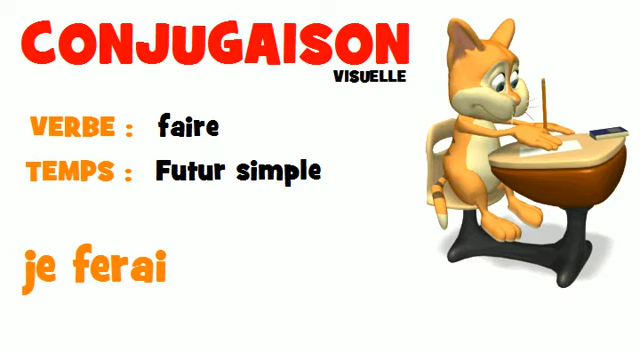 CONJUGAISON
VISUELLE
VERBE : faire
TEMPS : Futur simple
je ferai